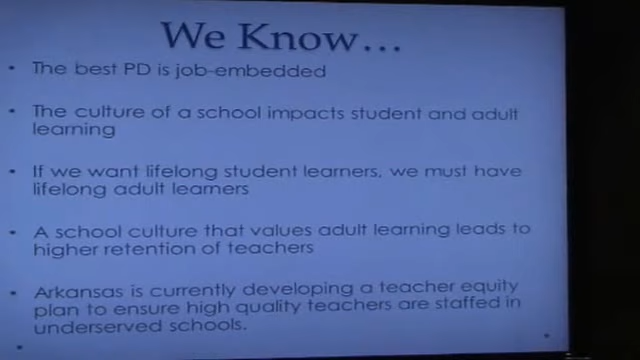 We Know...
• The best PD is job-embedded
• The culture of a school impacts student and adult
learning
• If we want lifelong student learners, we must have
lifelong adult learners
• A school culture that values adult learning leads to
higher retention of teachers
• Arkansas is currently developing a teacher equity
plan to ensure high quality teachers are staffed in
underserved schools.